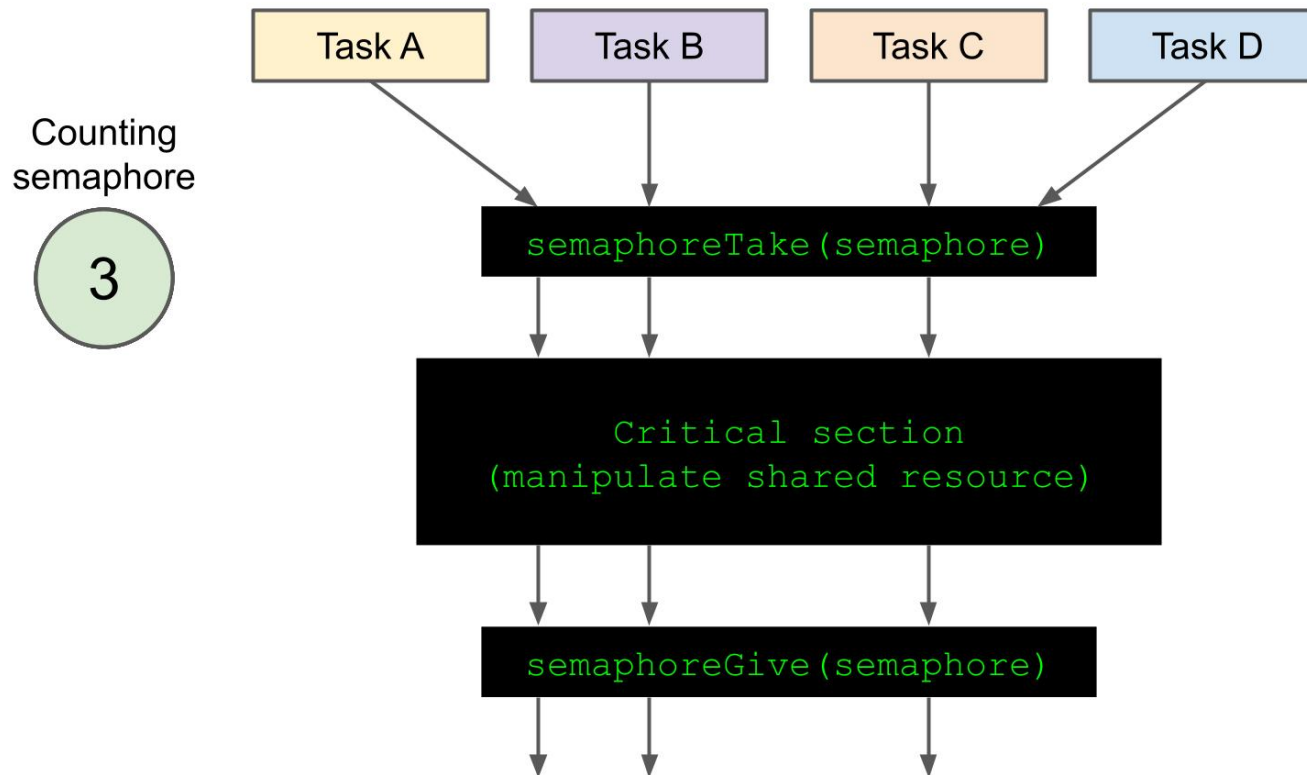 Task A
Task B
Task C
Task D
Counting
semaphore
3
semaphoreTake(semaphore)
Critical section
(manipulate shared resource)
semaphoreGive(semaphore)